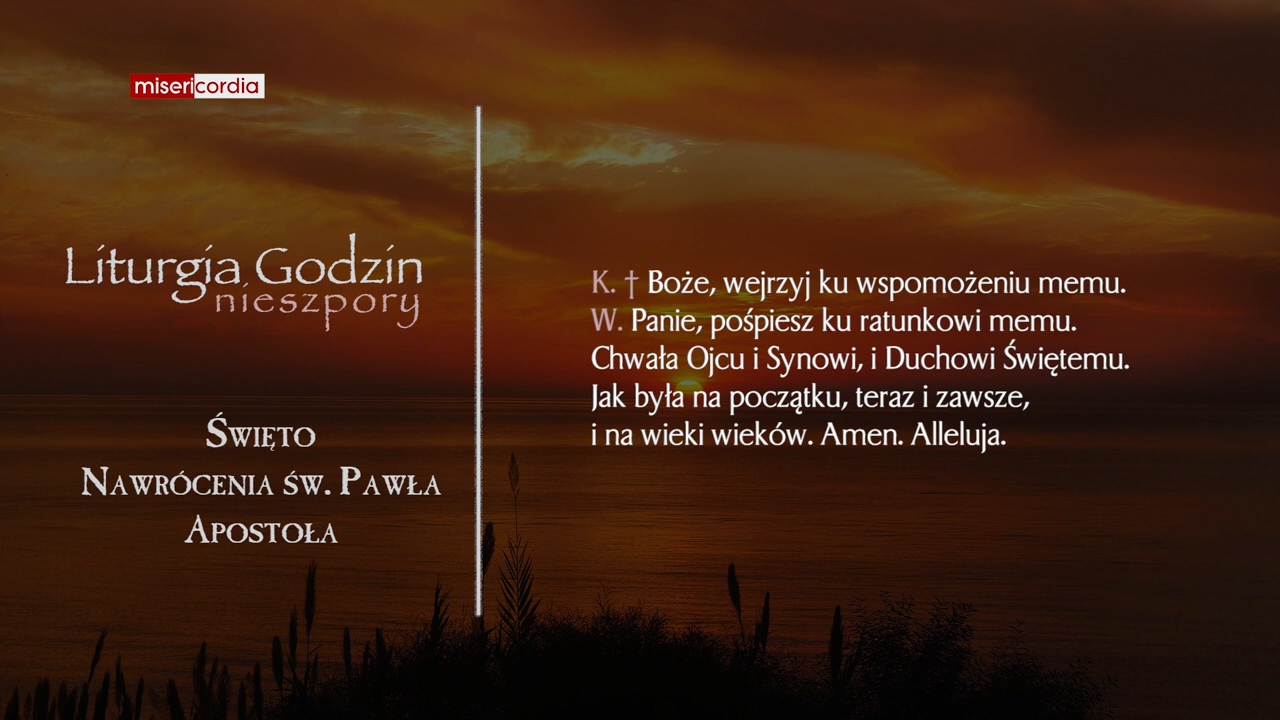 misericordia
Liturgia Godzin
nieszpory
Święto
Nawrócenia św. Pawła
Apostoła
K. † Boże, wejrzyj ku wspomożeniu memu.
W. Panie, pośpiesz ku ratunkowi memu.
Chwała Ojcu i Synowi, i Duchowi Świętemu.
Jak była na początku, teraz i zawsze,
i na wieki wieków. Amen. Alleluja.